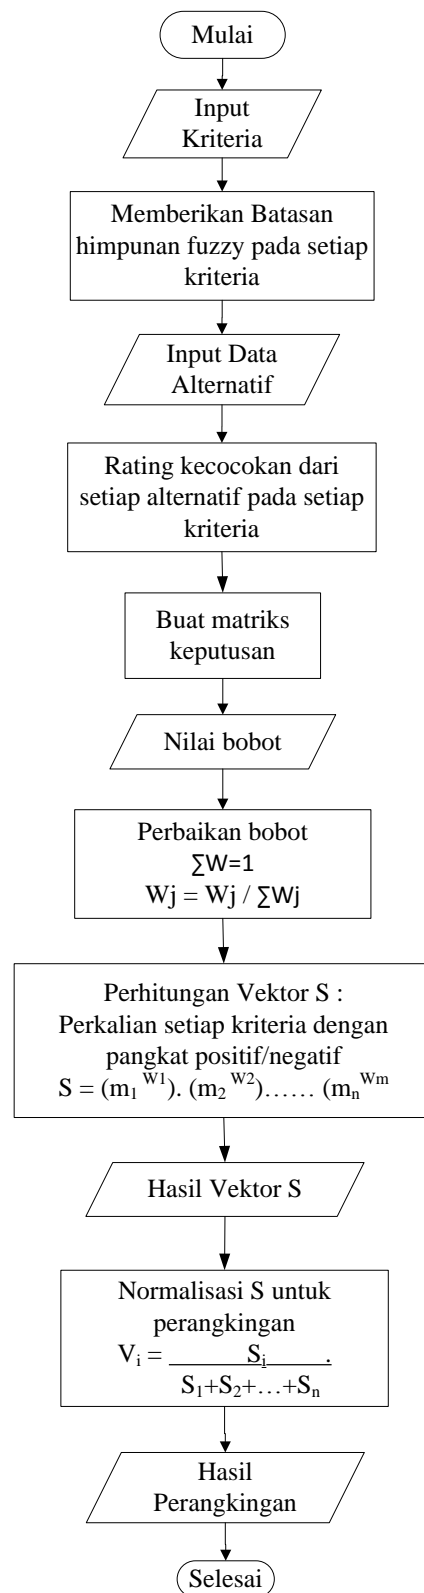 Mulai
Input
Kriteria
Memberikan Batasan
himpunan fuzzy pada setiap
kriteria
Input Data
Alternatif
Rating kecocokan dari
setiap alternatif pada setiap
kriteria
Buat matriks
keputusan
Nilai bobot
Perbaikan bobot
∑W=1
Wj = Wj / ∑Wj
Perhitungan Vektor S :
Perkalian setiap kriteria dengan
pangkat positif/negatif
S = (m₁ ᵂ¹). (m₂ ᵂ²)…… (mₙᵂᵐ
Hasil Vektor S
Normalisasi S untuk
perangkingan
Vᵢ = Sᵢ .
S₁+S₂+…+Sₙ
Hasil
Perangkingan
Selesai